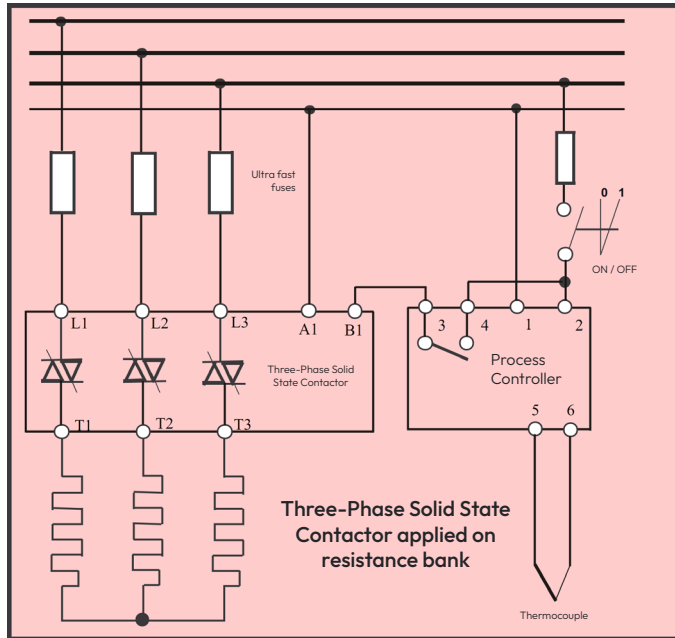 Ultra fast
fuses
0 1
ON / OFF
L1
L2
L3
A1
B1
3
4
1
2
Three-Phase Solid
State Contactor
Process
Controller
T1
T2
T3
5
6
Three-Phase Solid State
Contactor applied on
resistance bank
Thermocouple